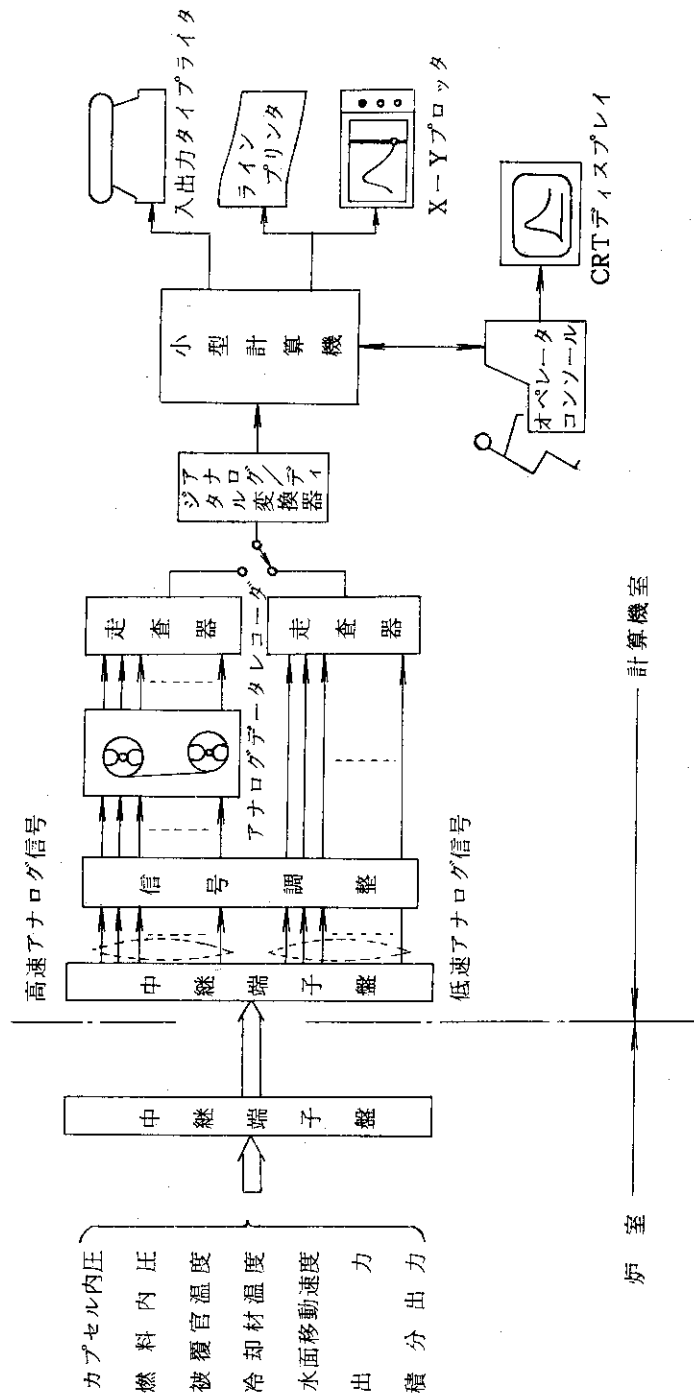 カプセル内圧
燃料内圧
被覆官温度
冷却材温度
水面移動速度
出力
積分出力
中継端子盤
中継端子盤
高速アナログ信号
低速アナログ信号
信号調整
アナログデータレコータ゛
走査器
走査器
アナログ/ディ
ジタル変換器
小型計算機
入出力タイプライタ
ライン
プリンタ
X-Yプロッタ
オペレータ
コンソール
CRTディスプレイ
炉室
計算機室